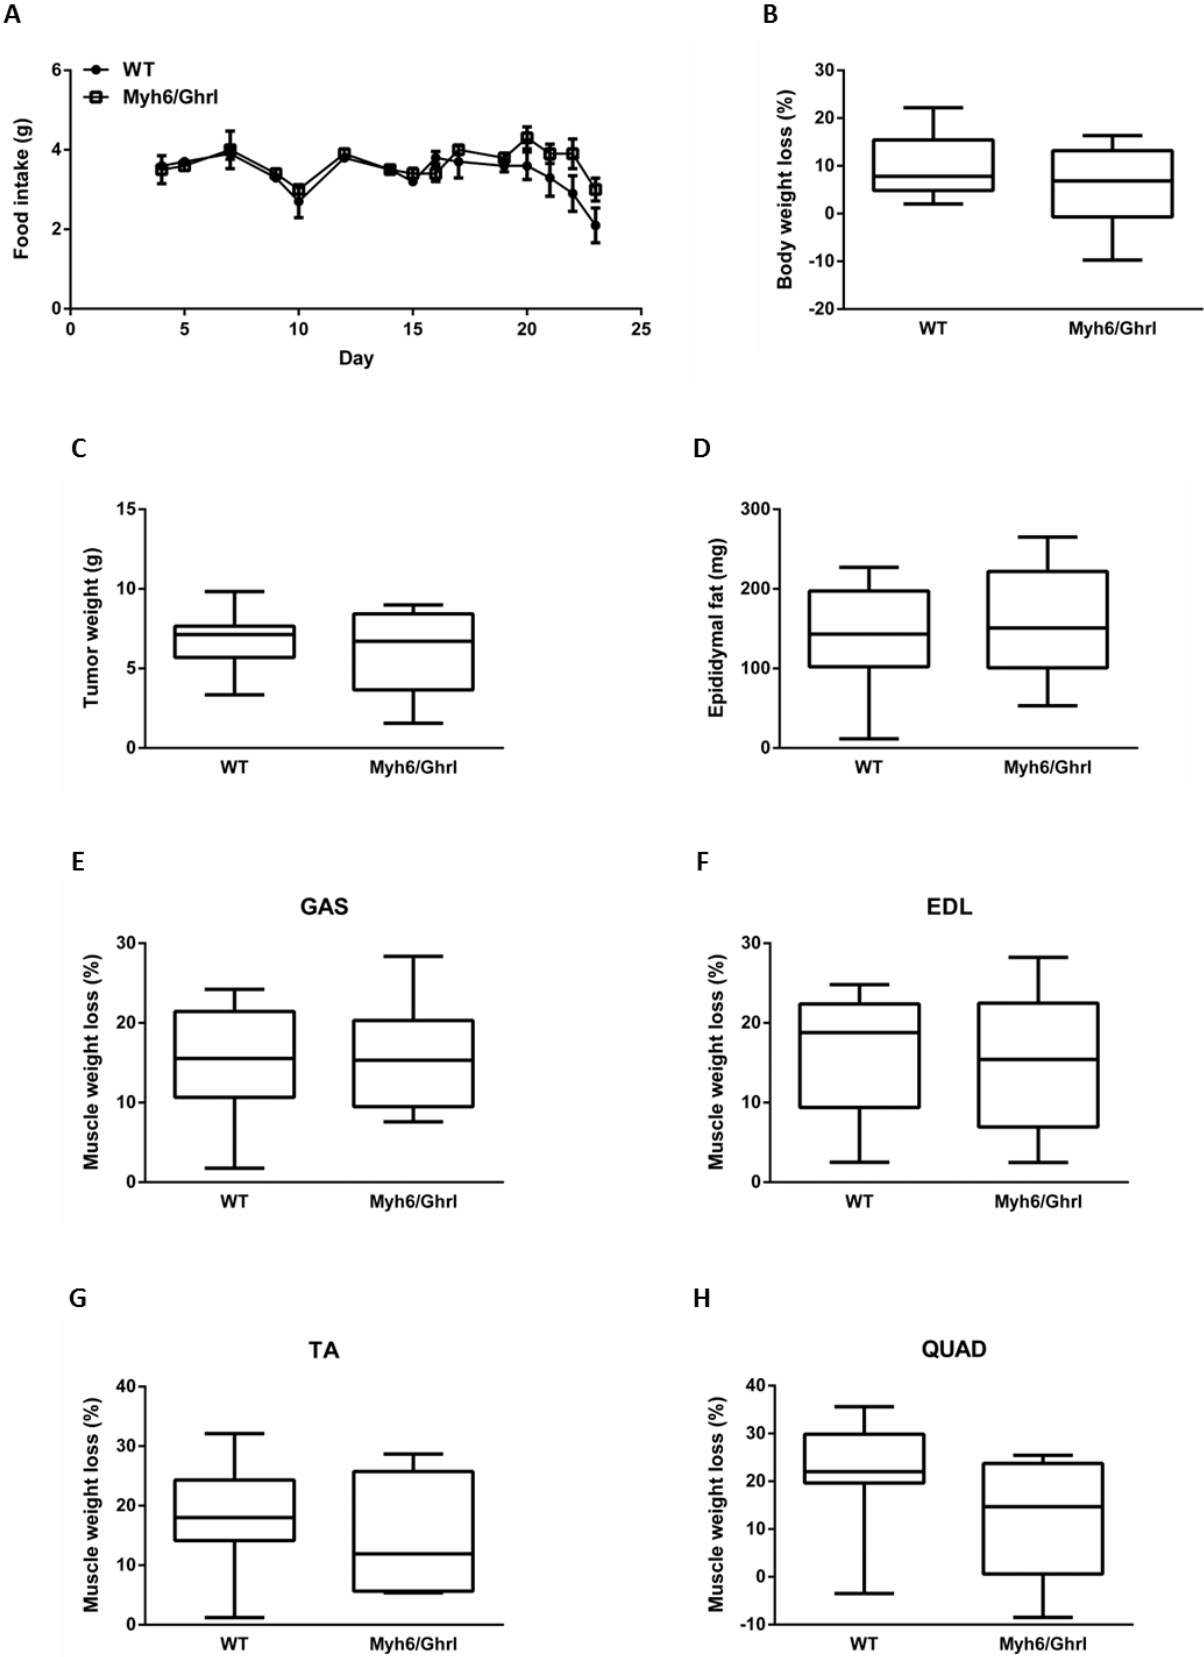 A
WT
Myh6/Ghrl
Food intake (g)
6
4
2
0
0 5 10 15 20 25
Day
B
Body weight loss (%)
30
20
10
0
-10
-20
WT Myh6/Ghrl
C
Tumor weight (g)
15
10
5
0
WT Myh6/Ghrl
D
Epididymal fat (mg)
300
200
100
0
WT Myh6/Ghrl
E
GAS
Muscle weight loss (%)
30
20
10
0
WT Myh6/Ghrl
F
EDL
Muscle weight loss (%)
30
20
10
0
WT Myh6/Ghrl
G
TA
Muscle weight loss (%)
40
30
20
10
0
WT Myh6/Ghrl
H
QUAD
Muscle weight loss (%)
40
30
20
10
0
-10
WT Myh6/Ghrl